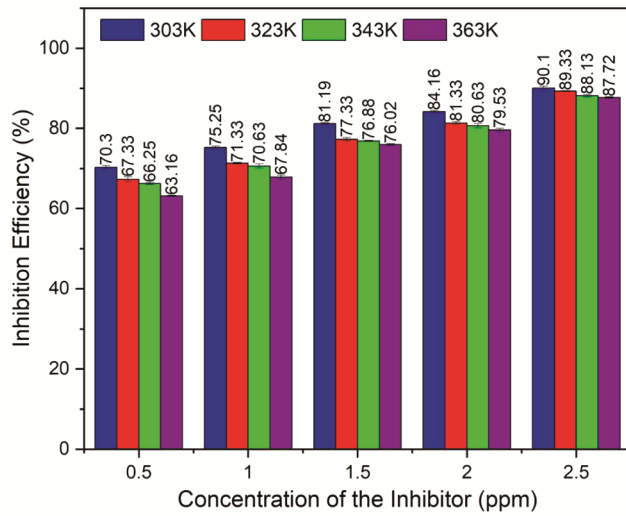 303K 323K 343K 363K
100
80
60
40
20
0
Inhibition Efficiency (%)
70.3 67.33 66.25 63.16
75.25 71.33 70.63 67.84
81.19 77.33 76.88 76.02
84.16 81.33 80.63 79.53
90.1 89.33 88.13 87.72
0.5 1 1.5 2 2.5
Concentration of the Inhibitor (ppm)